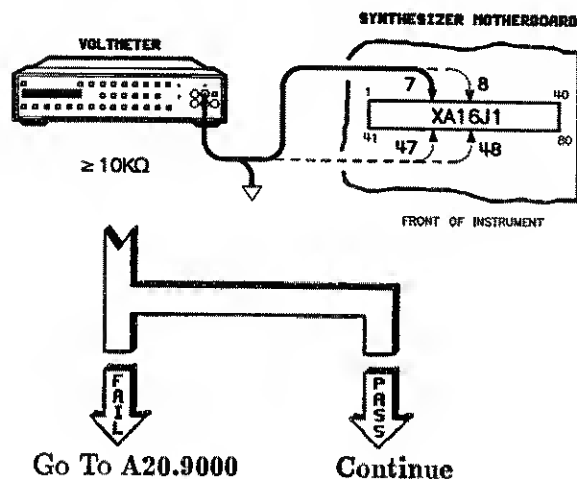 SYNTHESIZER MOTHERBOARD
VOLTMETER
7 8
1 40
XA16J1
41 80
47 48
≥ 10KΩ
FRONT OF INSTRUMENT
FAIL
PASS
Go To A20.9000
Continue